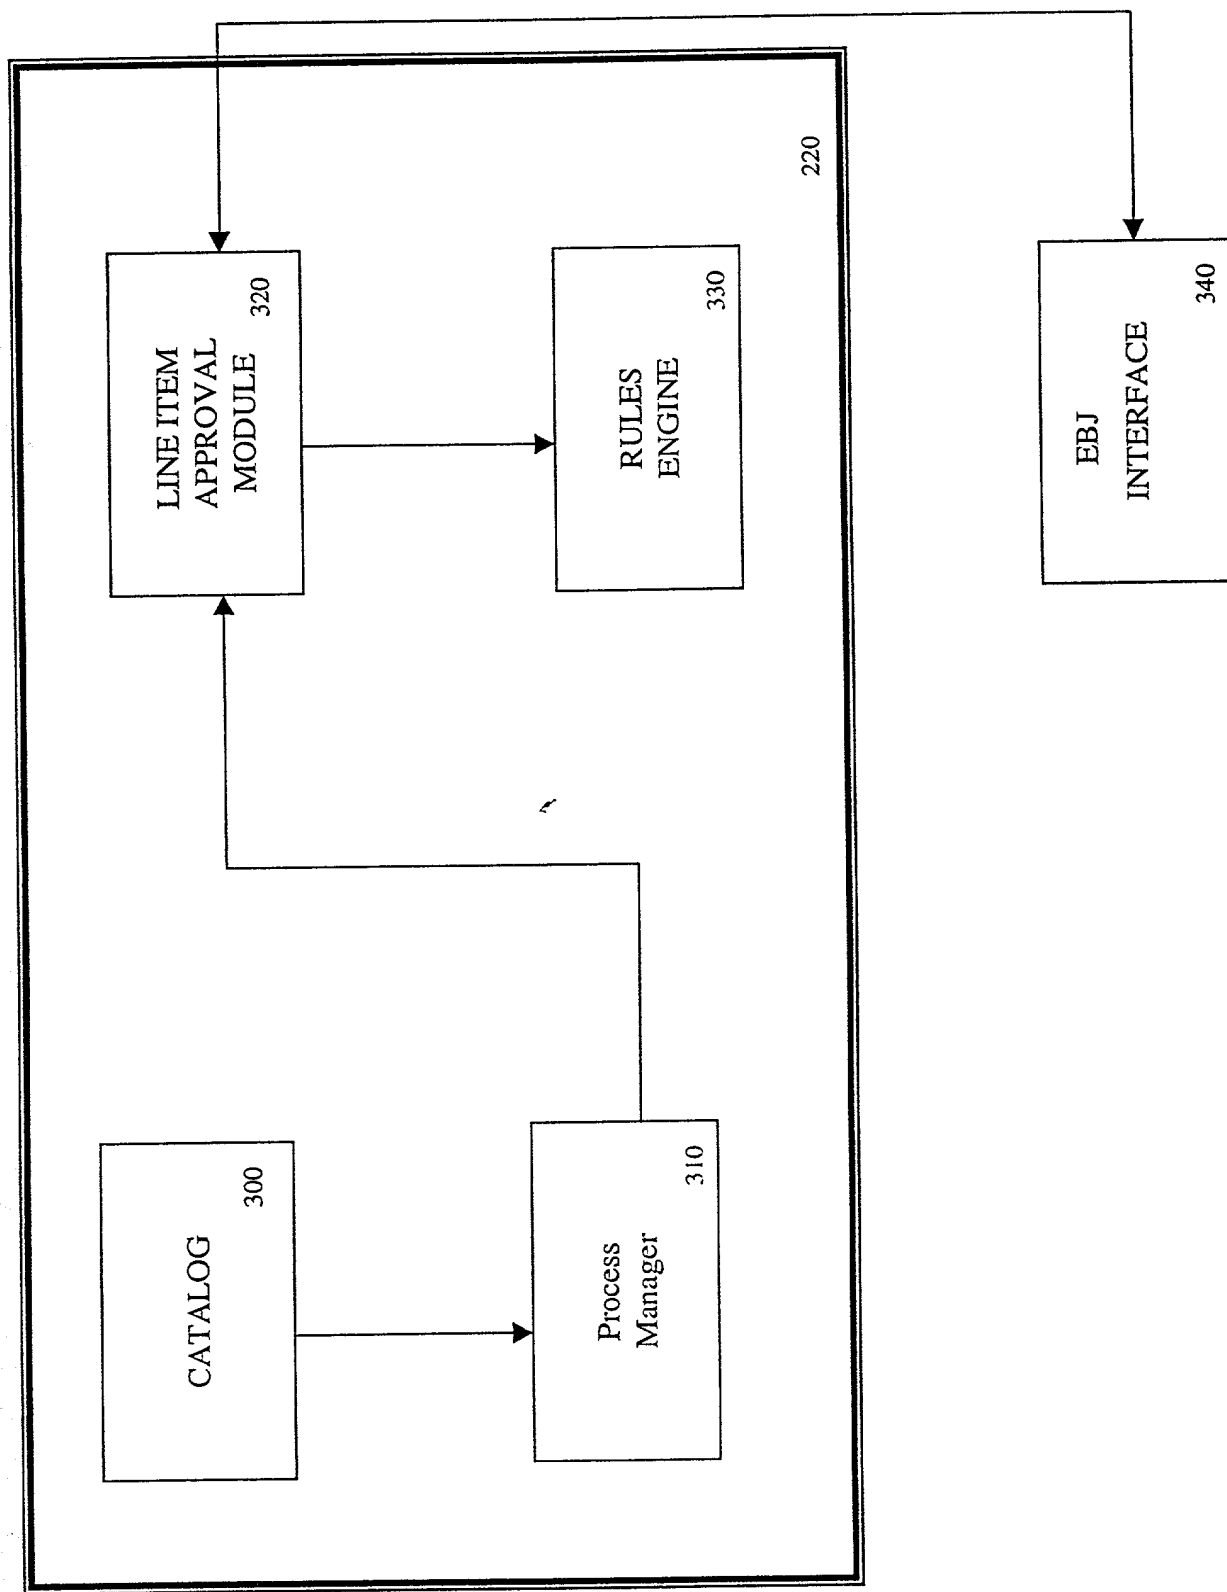 CATALOG
300
Process
Manager
310
LINE ITEM
APPROVAL
MODULE
320
RULES
ENGINE
330
220
EBJ
INTERFACE
340